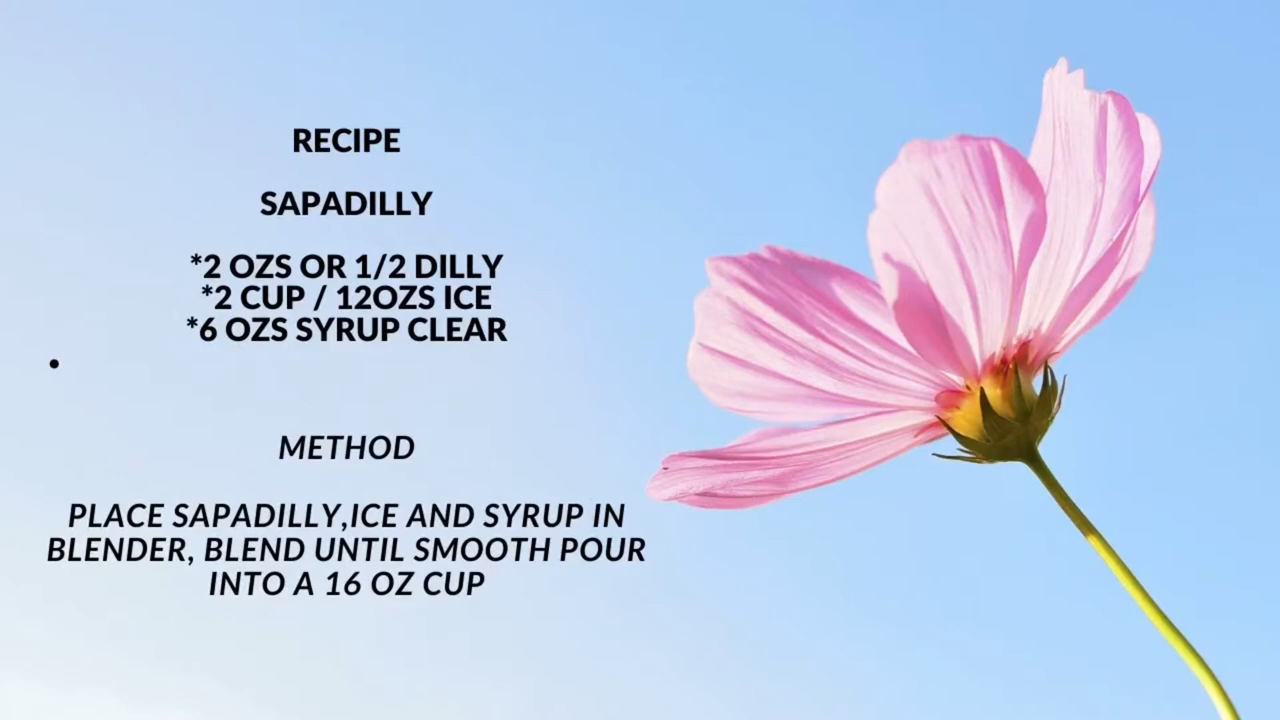 RECIPE
SAPADILLY
*2 OZS OR 1/2 DILLY
*2 CUP / 12OZS ICE
*6 OZS SYRUP CLEAR
•
METHOD
PLACE SAPADILLY,ICE AND SYRUP IN
BLENDER, BLEND UNTIL SMOOTH POUR
INTO A 16 OZ CUP